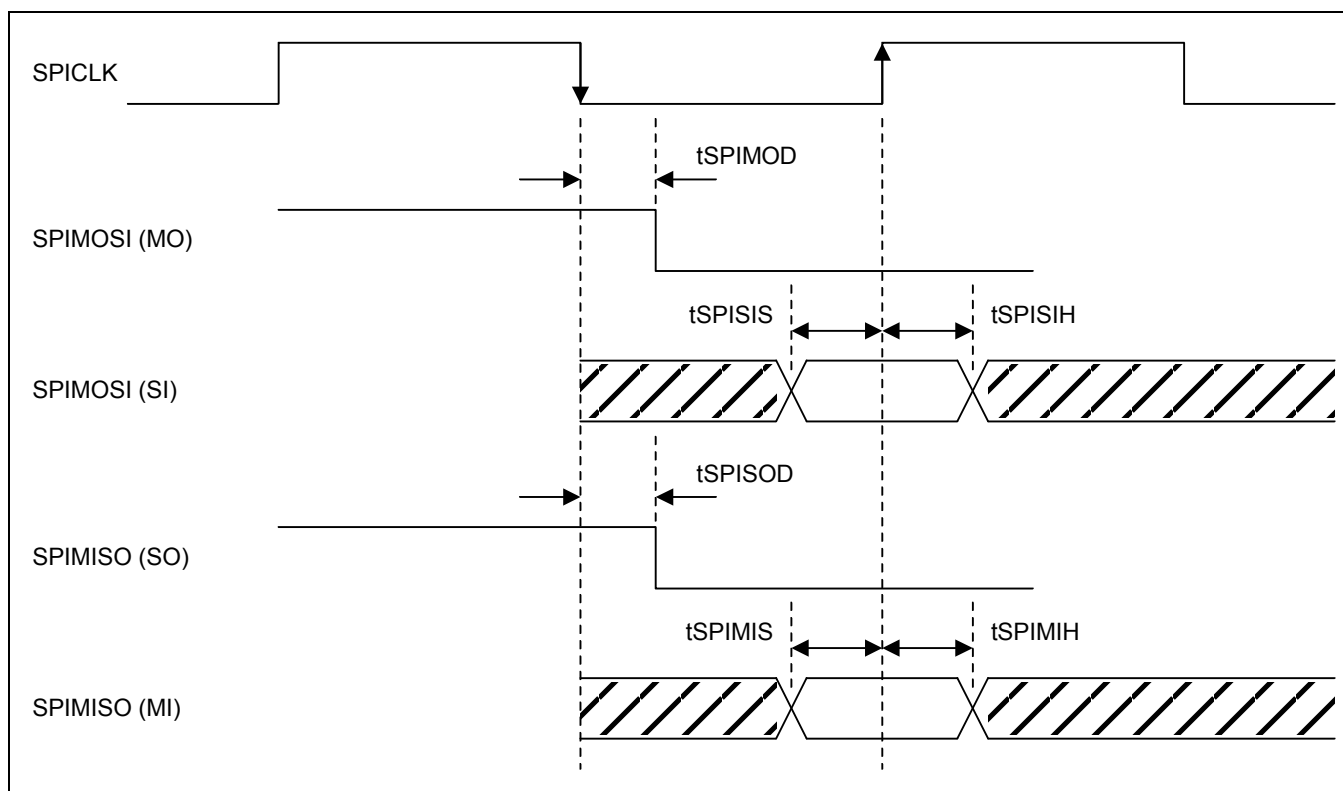 SPICLK
tSPIMOD
SPIMOSI (MO)
tSPISIS
tSPISIH
SPIMOSI (SI)
tSPISOD
SPIMISO (SO)
tSPIMIS
tSPIMIH
SPIMISO (MI)